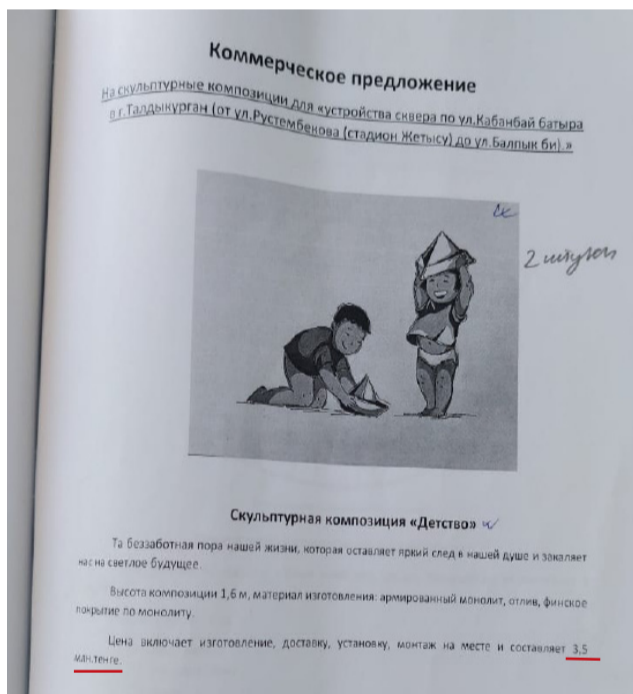 Коммерческое предложение
На скульптурные композиции для «устройства сквера по ул.Кабанбай батыра
в г.Талдыкурган (от ул.Рустембекова (стадион Жетысу) до ул.Балпык би).»
2 штуки
Скульптурная композиция «Детство»
Та беззаботная пора нашей жизни, которая оставляет яркий след в нашей душе и закаляет
нас на светлое будущее.
Высота композиции 1,6 м, материал изготовления: армированный монолит, отлив, финское
покрытие по монолиту.
Цена включает изготовление, доставку, установку, монтаж на месте и составляет 3,5
млн.тенге.